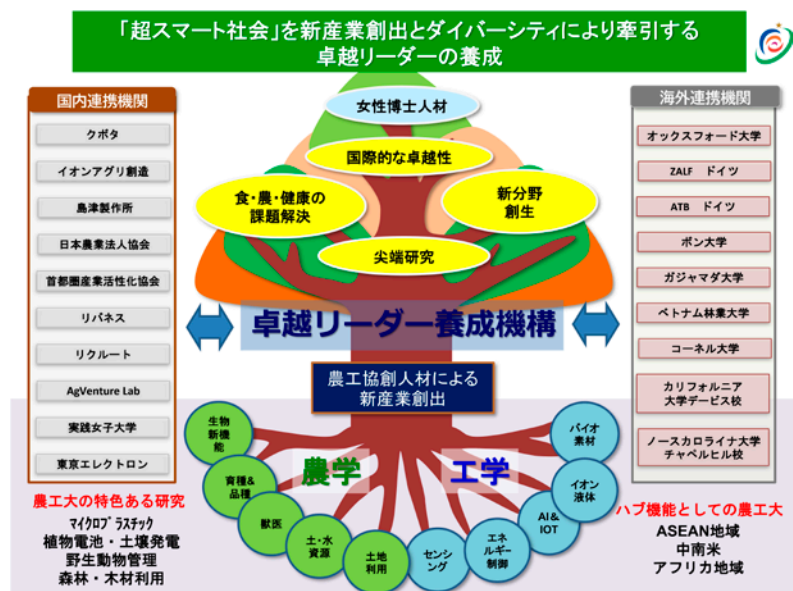 「超スマート社会」を新産業創出とダイバーシティにより牽引する
卓越リーダーの養成
国内連携機関
クボタ
イオンアグリ創造
島津製作所
日本農業法人協会
首都圏産業活性化協会
リバネス
リクルート
AgVenture Lab
実践女子大学
東京エレクトロン
女性博士人材
国際的な卓越性
食・農・健康の
課題解決
新分野
創生
尖端研究
卓越リーダー養成機構
農工協創人材による
新産業創出
海外連携機関
オックスフォード大学
ZALF ドイツ
ATB ドイツ
ボン大学
ガジャマダ大学
ベトナム林業大学
コーネル大学
カリフォルニア
大学デービス校
ノースカロライナ大学
チャペルヒル校
農学
工学
生物
新機
能
育種&
品種
獣医
土・水
資源
土地
利用
センシ
ング
エネ
ルギー
制御
AI&
IOT
イオン
液体
バイオ
素材
農工大の特色ある研究
ﾏｲｸﾛﾌﾟﾗｽﾁｯｸ
植物電池・土壌発電
野生動物管理
森林・木材利用
ハブ機能としての農工大
ASEAN地域
中南米
アフリカ地域